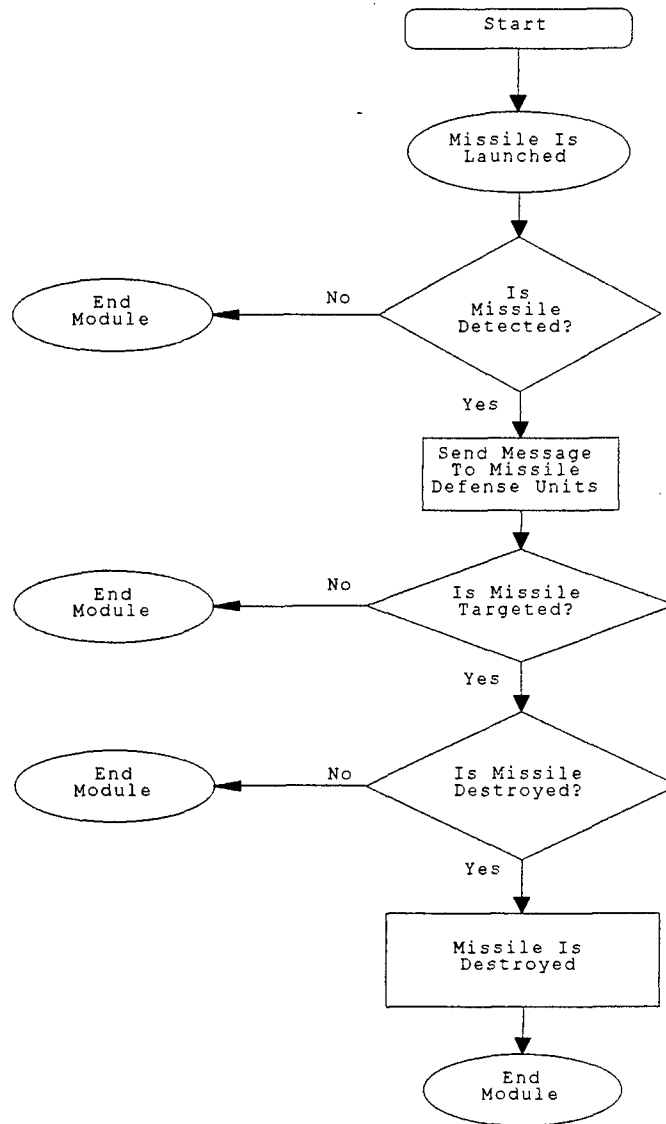 Start
Missile Is
Launched
Is
Missile
Detected?
No
End
Module
Yes
Send Message
To Missile
Defense Units
Is Missile
Targeted?
No
End
Module
Yes
Is Missile
Destroyed?
No
End
Module
Yes
Missile Is
Destroyed
End
Module